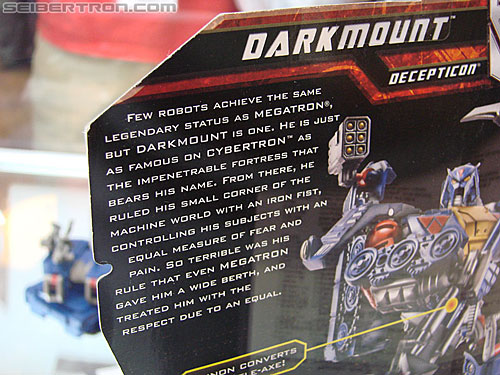 SEIBERTRON.COM
DARKMOUNT™
DECEPTICON®
FEW ROBOTS ACHIEVE THE SAME
LEGENDARY STATUS AS MEGATRON®,
BUT DARKMOUNT IS ONE. HE IS JUST
AS FAMOUS ON CYBERTRON™ AS
THE IMPENETRABLE FORTRESS THAT
BEARS HIS NAME. FROM THERE, HE
RULED HIS SMALL CORNER OF THE
MACHINE WORLD WITH AN IRON FIST,
CONTROLLING HIS SUBJECTS WITH AN
EQUAL MEASURE OF FEAR AND
PAIN. SO TERRIBLE WAS HIS
RULE THAT EVEN MEGATRON
GAVE HIM A WIDE BERTH, AND
TREATED HIM WITH THE
RESPECT DUE TO AN EQUAL.
CONVERTS